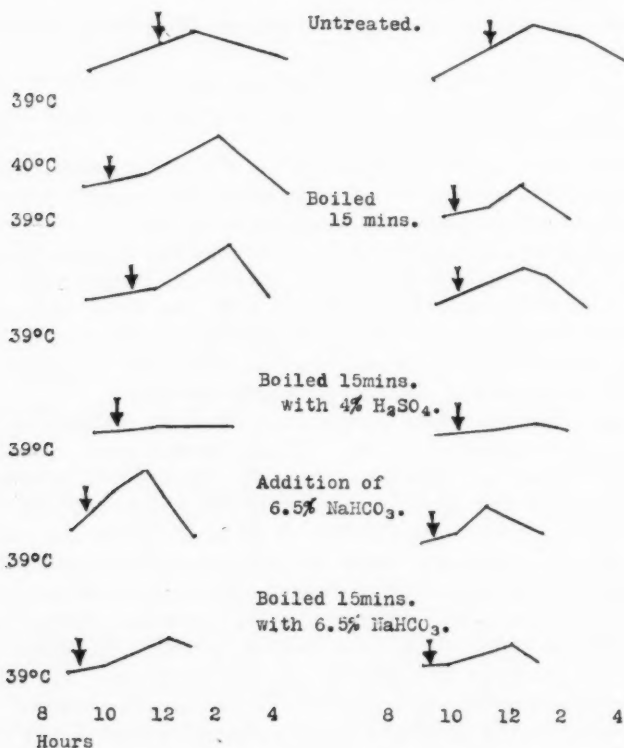 Untreated.
39°C
40°C
Boiled
15 mins.
39°C
39°C
Boiled 15mins.
with 4% H₂SO₄.
39°C
Addition of
6.5% NaHCO₃.
39°C
Boiled 15mins.
with 6.5% NaHCO₃.
39°C
8 10 12 2 4 8 10 12 2 4
Hours